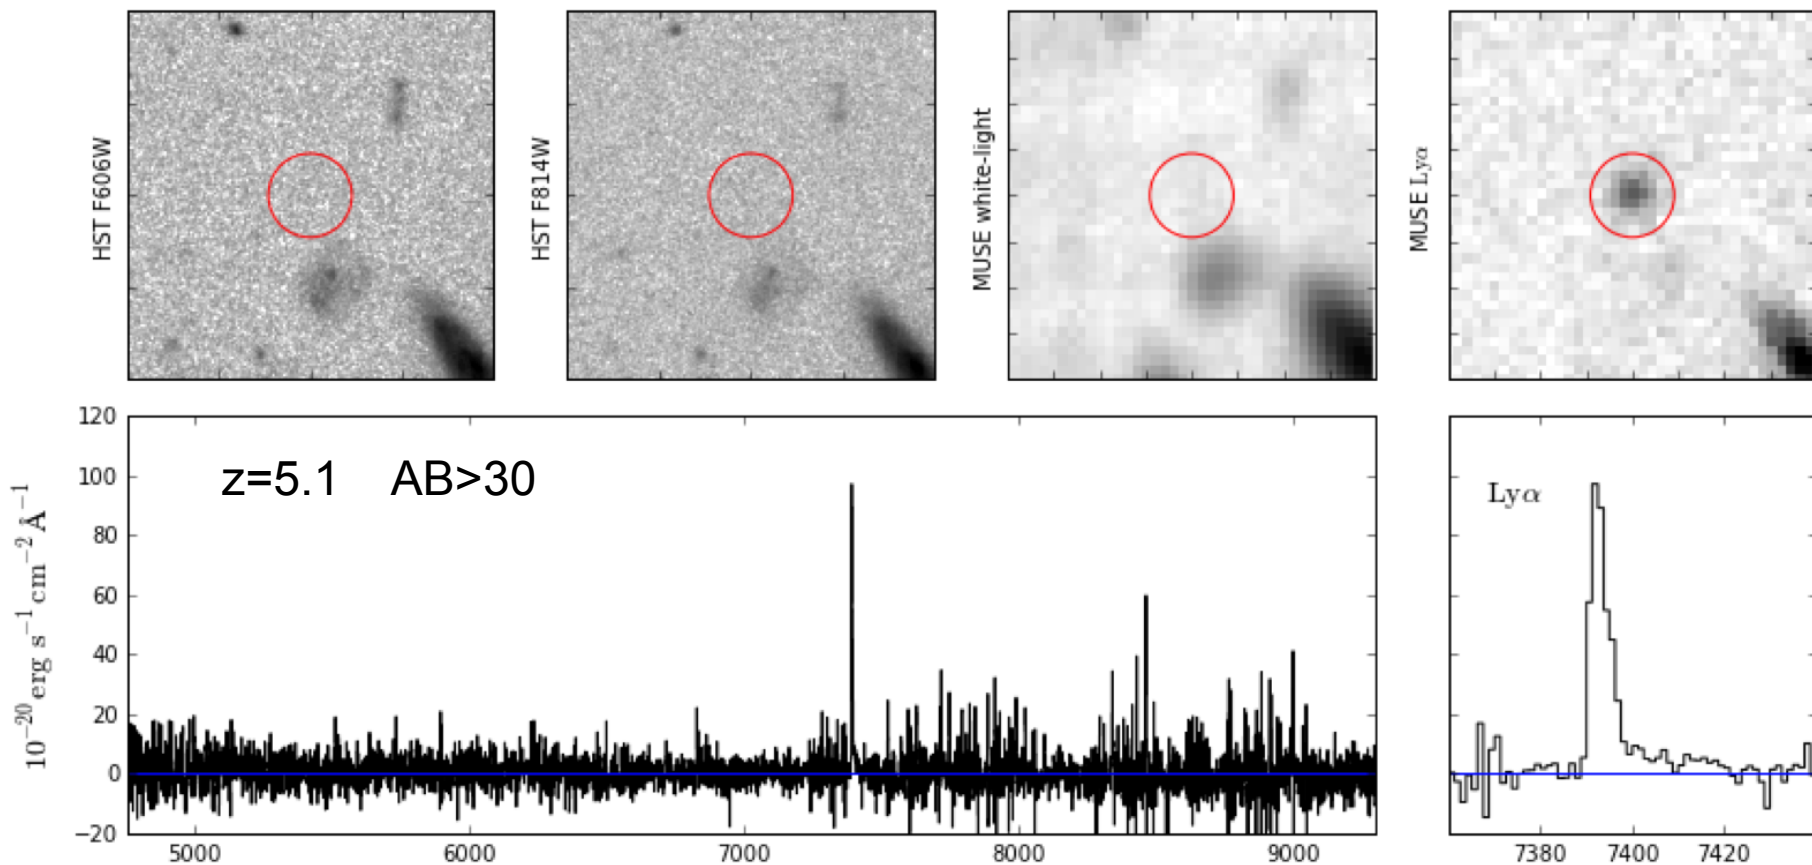 HST F606W
HST F814W
MUSE white-light
MUSE Lyα
120
100
80
60
40
20
0
−20
10⁻²⁰ erg s⁻¹ cm⁻² Å⁻¹
z=5.1 AB>30
Lyα
5000 6000 7000 8000 9000
7380 7400 7420